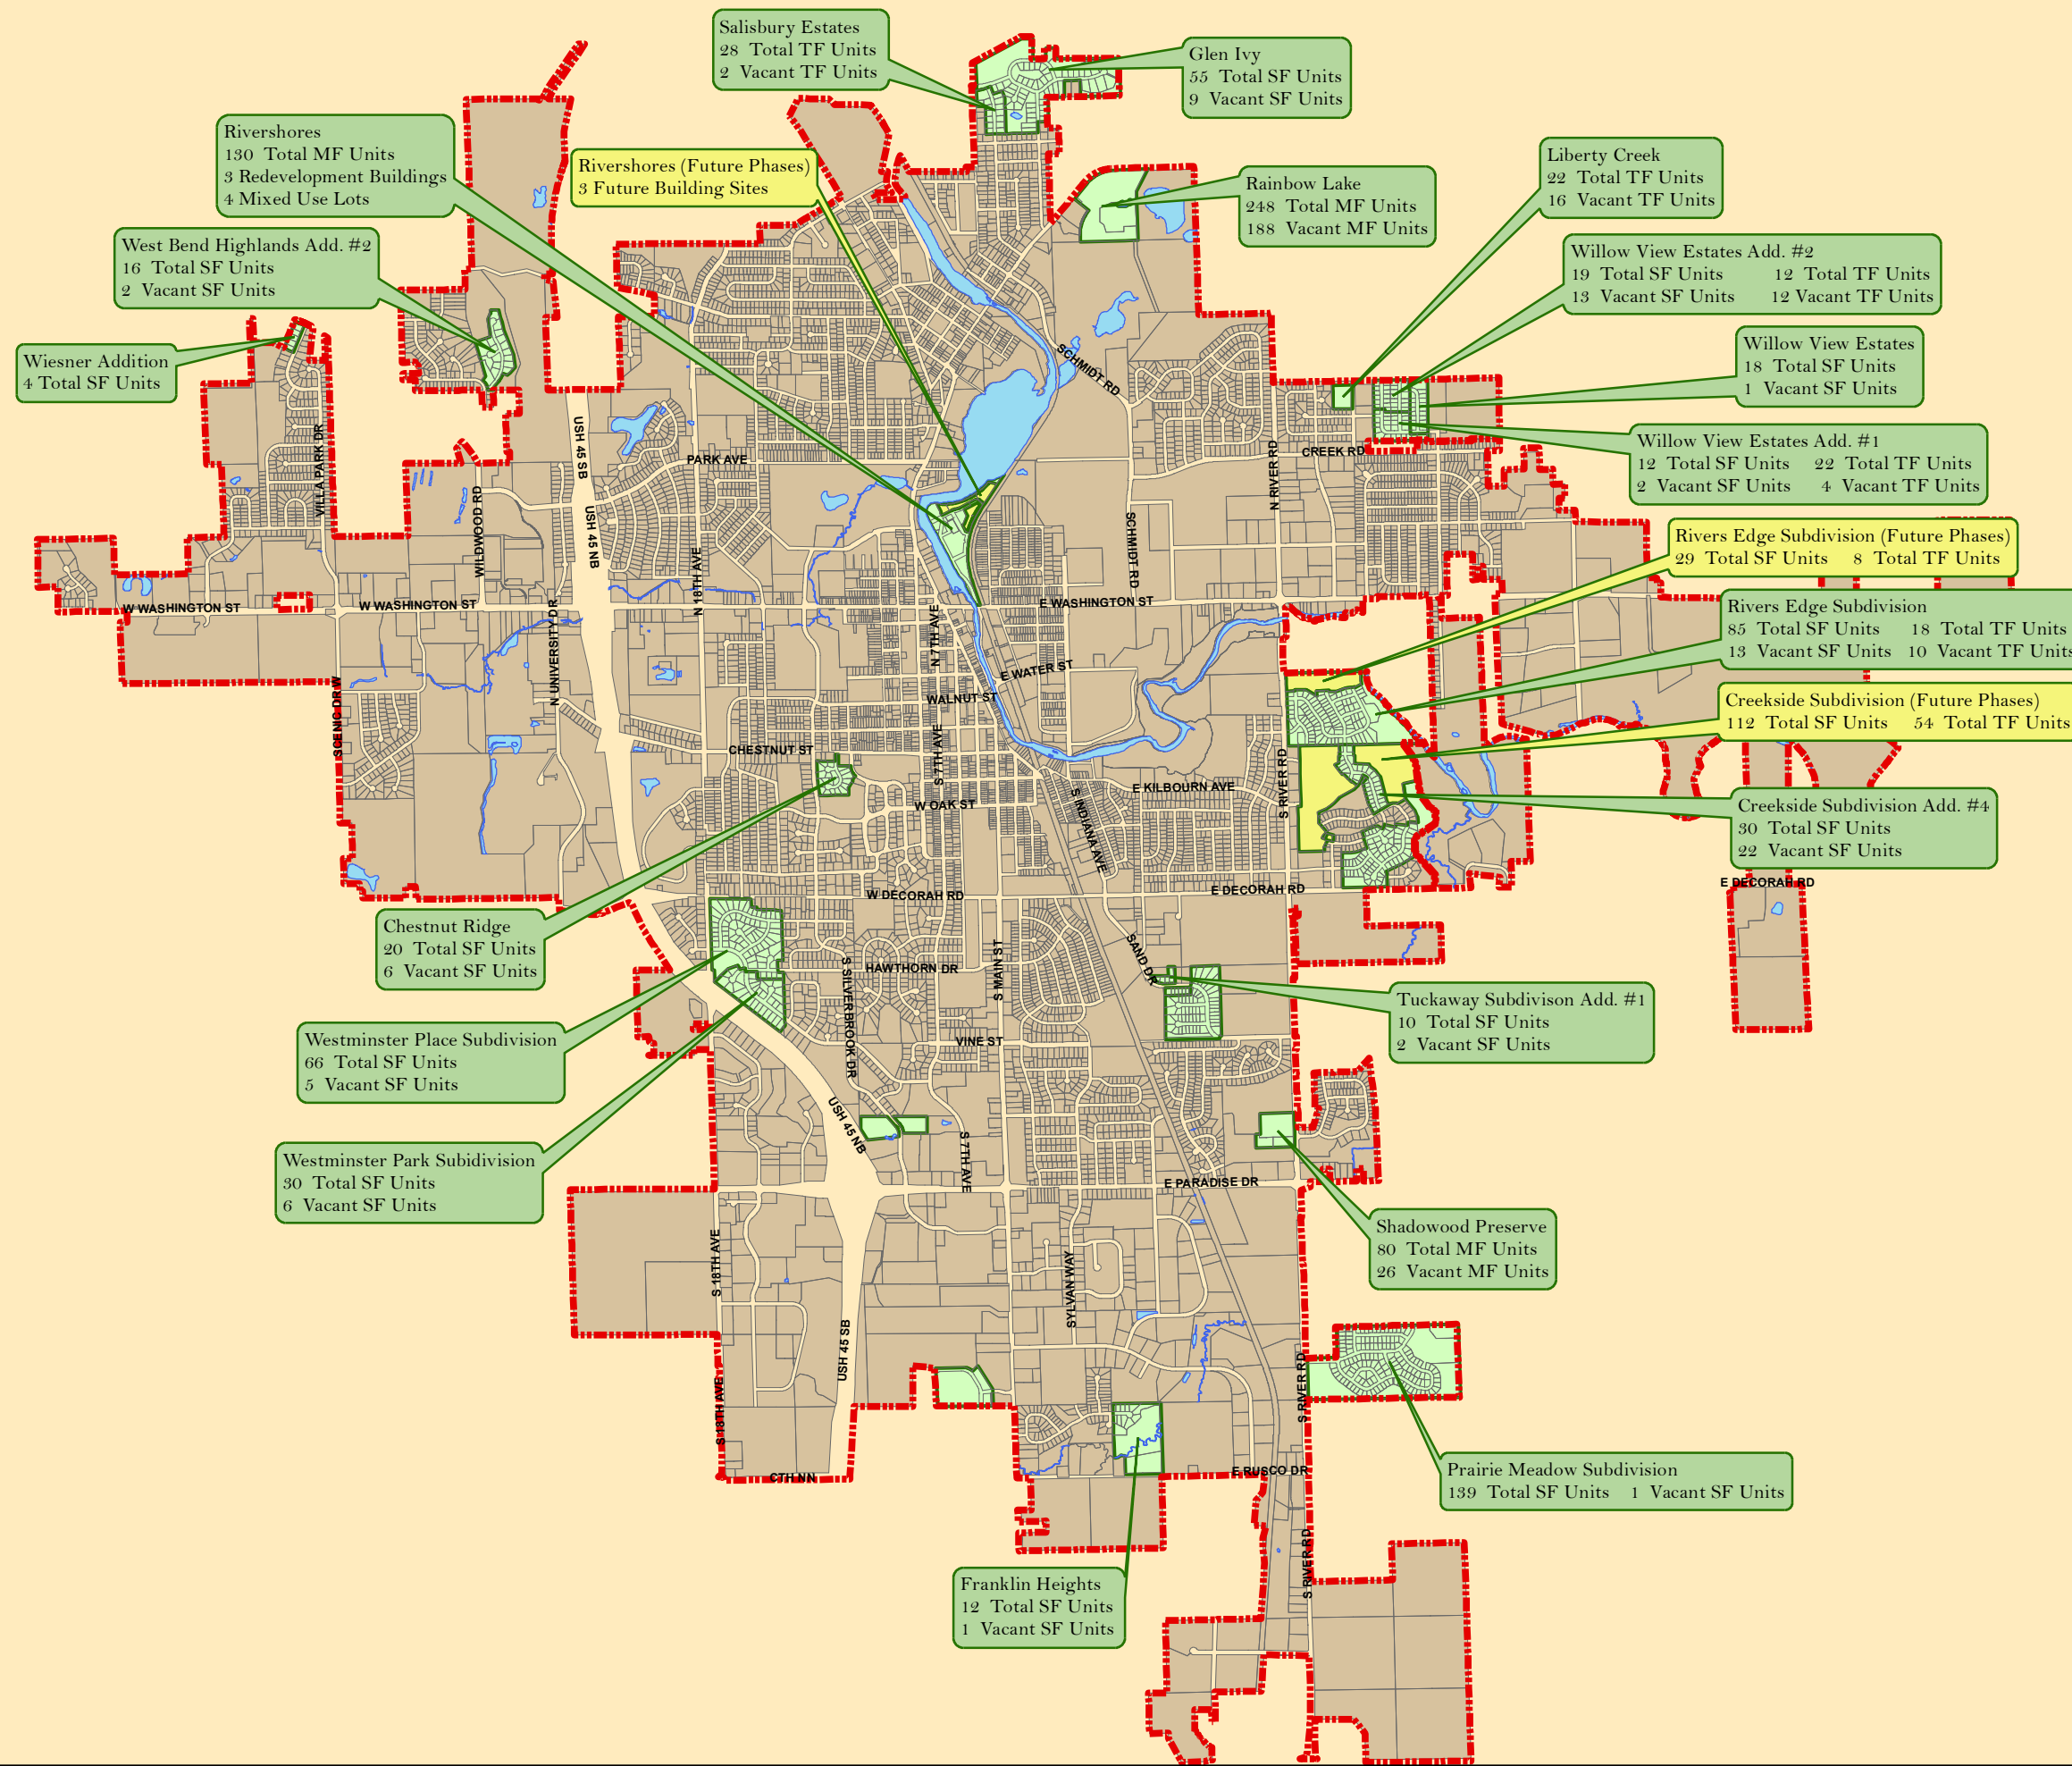 Salisbury Estates
28 Total TF Units
2 Vacant TF Units
Glen Ivy
55 Total SF Units
9 Vacant SF Units
Rivershores
130 Total MF Units
3 Redevelopment Buildings
4 Mixed Use Lots
Rivershores (Future Phases)
3 Future Building Sites
Rainbow Lake
248 Total MF Units
188 Vacant MF Units
Liberty Creek
22 Total TF Units
16 Vacant TF Units
West Bend Highlands Add. #2
16 Total SF Units
2 Vacant SF Units
Willow View Estates Add. #2
19 Total SF Units 12 Total TF Units
13 Vacant SF Units 12 Vacant TF Units
Wiesner Addition
4 Total SF Units
Willow View Estates
18 Total SF Units
1 Vacant SF Units
Willow View Estates Add. #1
12 Total SF Units 22 Total TF Units
2 Vacant SF Units 4 Vacant TF Units
Rivers Edge Subdivision (Future Phases)
29 Total SF Units 8 Total TF Units
Rivers Edge Subdivision
85 Total SF Units 18 Total TF Units
13 Vacant SF Units 10 Vacant TF Units
Creekside Subdivision (Future Phases)
112 Total SF Units 54 Total TF Units
Creekside Subdivision Add. #4
30 Total SF Units
22 Vacant SF Units
Chestnut Ridge
20 Total SF Units
6 Vacant SF Units
Westminster Place Subdivision
66 Total SF Units
5 Vacant SF Units
Tuckaway Subdivison Add. #1
10 Total SF Units
2 Vacant SF Units
Westminster Park Subidivision
30 Total SF Units
6 Vacant SF Units
Shadowood Preserve
80 Total MF Units
26 Vacant MF Units
Prairie Meadow Subdivision
139 Total SF Units 1 Vacant SF Units
Franklin Heights
12 Total SF Units
1 Vacant SF Units
SCHMIDT RD
USH 45 SB
PARK AVE
N RIVER RD
CREEK RD
VILLA PARK DR
WILDWOOD RD
USH 45 NB
N 18TH AVE
SCHMIDT RD
W WASHINGTON ST
W WASHINGTON ST
E WASHINGTON ST
N UNIVERSITY DR
N 7TH AVE
E WATER ST
WALNUT ST
SCENIC DR W
CHESTNUT ST
S 7TH AVE
W OAK ST
S INDIANA AVE
E KILBOURN AVE
S RIVER RD
W DECORAH RD
E DECORAH RD
E DECORAH RD
S SILVERBROOK DR
HAWTHORN DR
S MAIN ST
SAND DR
VINE ST
USH 45 NB
S 7TH AVE
E PARADISE DR
S 18TH AVE
SYLVAN WAY
USH 45 SB
S RIVER RD
S 18TH AVE
CTH NN
E RUSCO DR
S RIVER RD